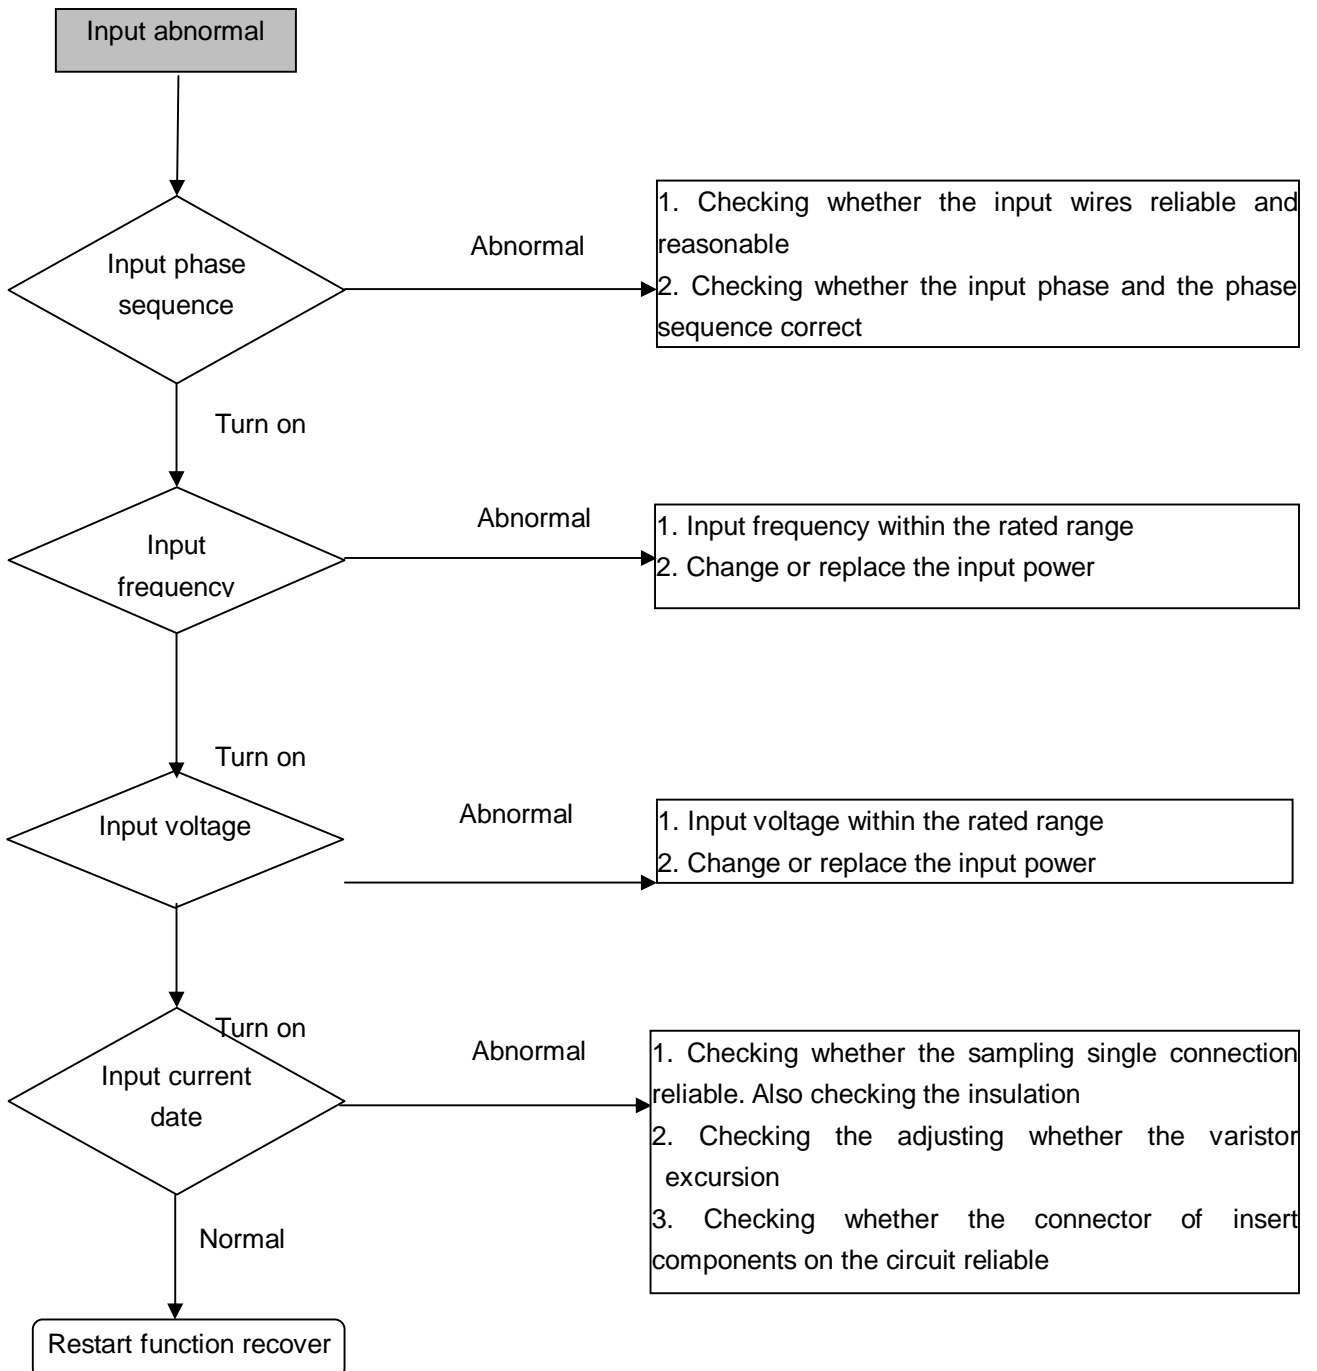 Input abnormal
Abnormal
Input phase
sequence
1. Checking whether the input wires reliable and
reasonable
2. Checking whether the input phase and the phase
sequence correct
Turn on
Abnormal
Input
frequency
1. Input frequency within the rated range
2. Change or replace the input power
Turn on
Abnormal
Input voltage
1. Input voltage within the rated range
2. Change or replace the input power
Turn on
Abnormal
Input current
date
1. Checking whether the sampling single connection
reliable. Also checking the insulation
2. Checking the adjusting whether the varistor
excursion
3. Checking whether the connector of insert
components on the circuit reliable
Normal
Restart function recover